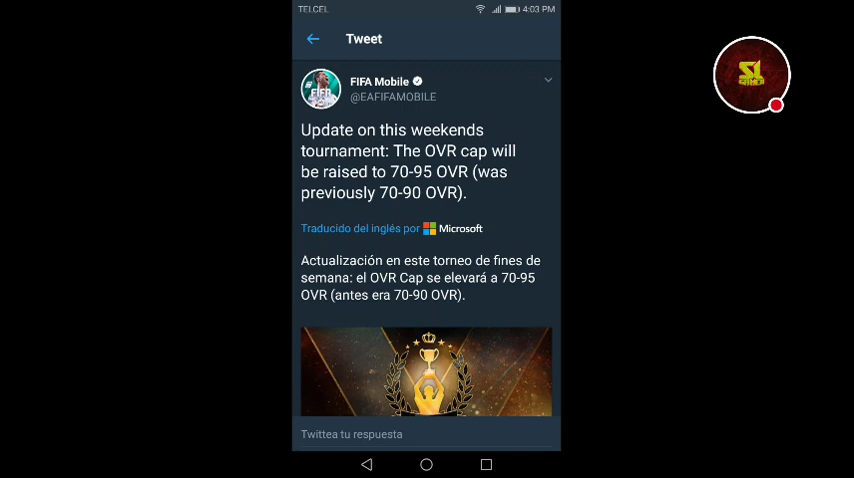 TELCEL
4:03 PM
Tweet
FIFA Mobile
@EAFIFAMOBILE
Update on this weekends
tournament: The OVR cap will
be raised to 70-95 OVR (was
previously 70-90 OVR).
Traducido del inglés por Microsoft
Actualización en este torneo de fines de
semana: el OVR Cap se elevará a 70-95
OVR (antes era 70-90 OVR).
Twittea tu respuesta